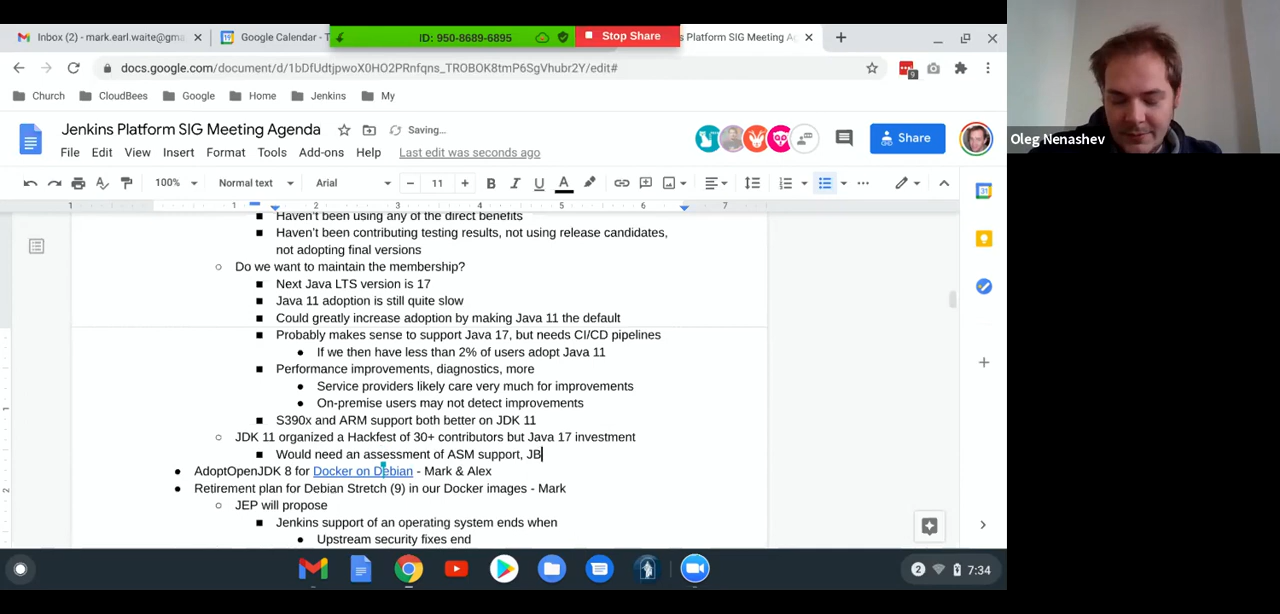 Inbox (2) - mark.earl.waite@gma
Google Calendar - T
ID: 950-8689-6895
Stop Share
s Platform SIG Meeting Ag
docs.google.com/document/d/1bDfUdtjpwoX0HO2PRnfqns_TROBOK8tmP6SgVhubr2Y/edit#
9
Church
CloudBees
Google
Home
Jenkins
My
Oleg Nenashev
Jenkins Platform SIG Meeting Agenda
Saving...
File Edit View Insert Format Tools Add-ons Help Last edit was seconds ago
Share
100% Normal text Arial - 11 + B I U A
1 1 2 3 4 5 6 7
Haven't been using any of the direct benefits
Haven't been contributing testing results, not using release candidates,
not adopting final versions
Do we want to maintain the membership?
Next Java LTS version is 17
Java 11 adoption is still quite slow
Could greatly increase adoption by making Java 11 the default
Probably makes sense to support Java 17, but needs CI/CD pipelines
If we then have less than 2% of users adopt Java 11
Performance improvements, diagnostics, more
Service providers likely care very much for improvements
On-premise users may not detect improvements
S390x and ARM support both better on JDK 11
JDK 11 organized a Hackfest of 30+ contributors but Java 17 investment
Would need an assessment of ASM support, JB
AdoptOpenJDK 8 for Docker on Debian - Mark & Alex
Retirement plan for Debian Stretch (9) in our Docker images - Mark
JEP will propose
Jenkins support of an operating system ends when
Upstream security fixes end
2 7:34